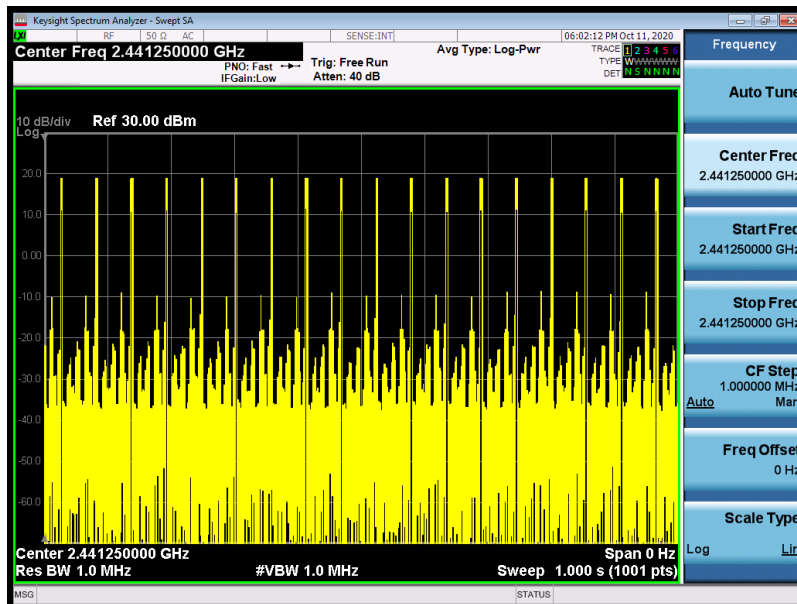 Keysight Spectrum Analyzer - Swept SA
LXI RF 50 Ω AC SENSE:INT 06:02:12 PM Oct 11, 2020
Center Freq 2.441250000 GHz
PNO: Fast
IFGain:Low
Trig: Free Run
Atten: 40 dB
Avg Type: Log-Pwr
TRACE 1 2 3 4 5 6
TYPE W
DET N S N N N N
10 dB/div
Log
Ref 30.00 dBm
20.0
10.0
0.00
-10.0
-20.0
-30.0
-40.0
-50.0
-60.0
Center 2.441250000 GHz
Span 0 Hz
Res BW 1.0 MHz
#VBW 1.0 MHz
Sweep 1.000 s (1001 pts)
MSG
STATUS
Frequency
Auto Tune
Center Freq
2.441250000 GHz
Start Freq
2.441250000 GHz
Stop Freq
2.441250000 GHz
CF Step
1.000000 MHz
Auto Man
Freq Offset
0 Hz
Scale Type
Log Lin